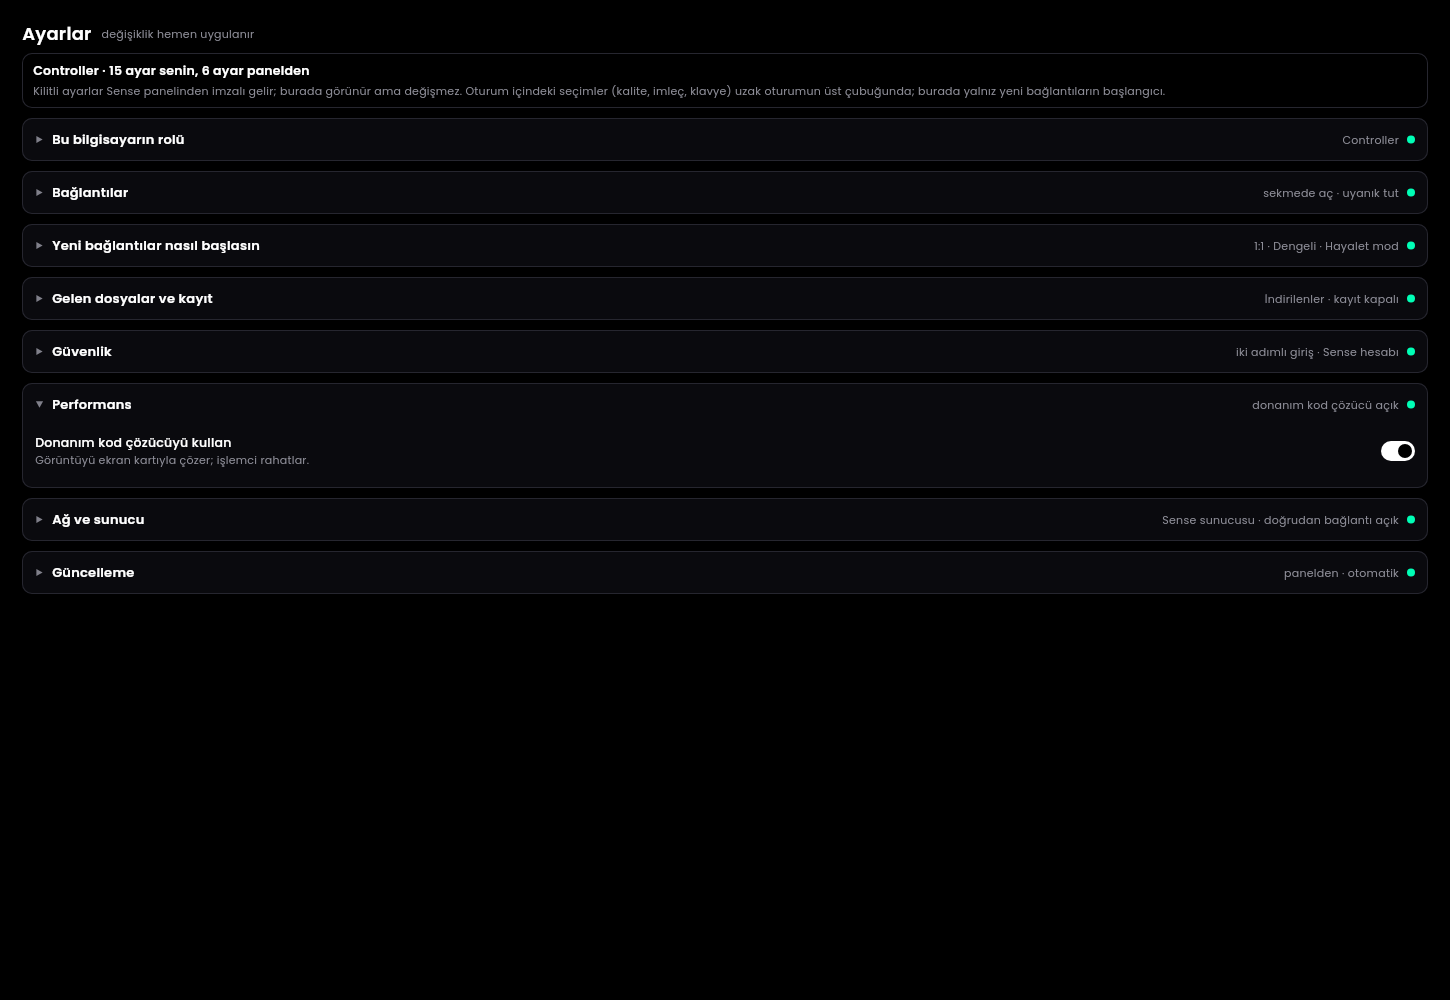 Ayarlar değişiklik hemen uygulanır
Controller · 15 ayar senin, 6 ayar panelden
Kilitli ayarlar Sense panelinden imzalı gelir; burada görünür ama değişmez. Oturum içindeki seçimler (kalite, imleç, klavye) uzak oturumun üst çubuğunda; burada yalnız yeni bağlantıların başlangıcı.
Bu bilgisayarın rolü Controller
Bağlantılar sekmede aç · uyanık tut
Yeni bağlantılar nasıl başlasın 1:1 · Dengeli · Hayalet mod
Gelen dosyalar ve kayıt İndirilenler · kayıt kapalı
Güvenlik iki adımlı giriş · Sense hesabı
Performans donanım kod çözücü açık
Donanım kod çözücüyü kullan
Görüntüyü ekran kartıyla çözer; işlemci rahatlar.
Ağ ve sunucu Sense sunucusu · doğrudan bağlantı açık
Güncelleme panelden · otomatik